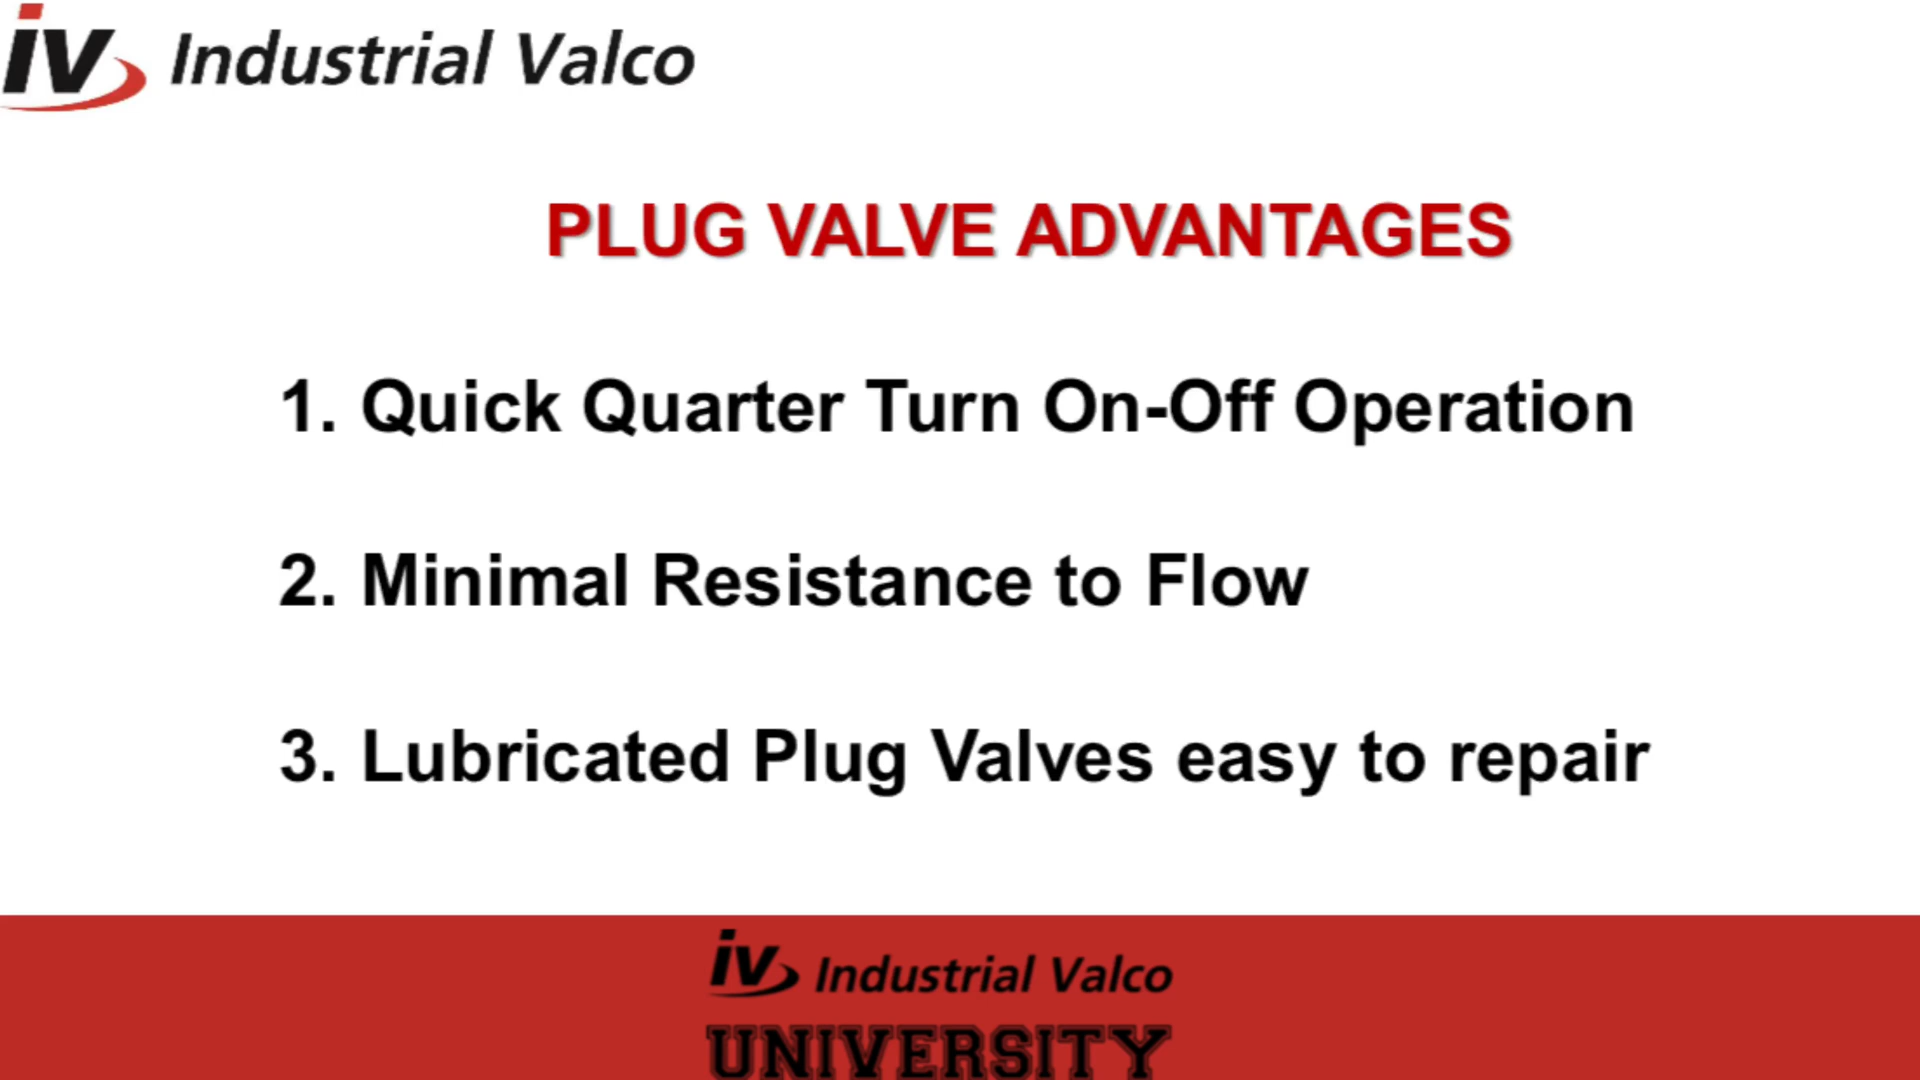 iv Industrial Valco
PLUG VALVE ADVANTAGES
1. Quick Quarter Turn On-Off Operation
2. Minimal Resistance to Flow
3. Lubricated Plug Valves easy to repair
iv Industrial Valco
UNIVERSITY